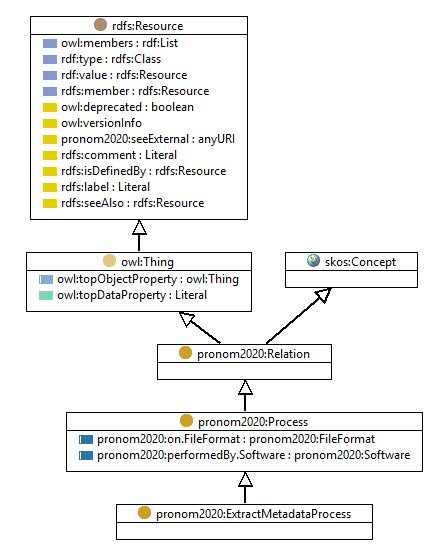 rdfs:Resource
owl:members : rdf:List
rdf:type : rdfs:Class
rdf:value : rdfs:Resource
rdfs:member : rdfs:Resource
owl:deprecated : boolean
owl:versionInfo
pronom2020:seeExternal : anyURI
rdfs:comment : Literal
rdfs:isDefinedBy : rdfs:Resource
rdfs:label : Literal
rdfs:seeAlso : rdfs:Resource
owl:Thing
owl:topObjectProperty : owl:Thing
owl:topDataProperty : Literal
skos:Concept
pronom2020:Relation
pronom2020:Process
pronom2020:on.FileFormat : pronom2020:FileFormat
pronom2020:performedBy.Software : pronom2020:Software
pronom2020:ExtractMetadataProcess